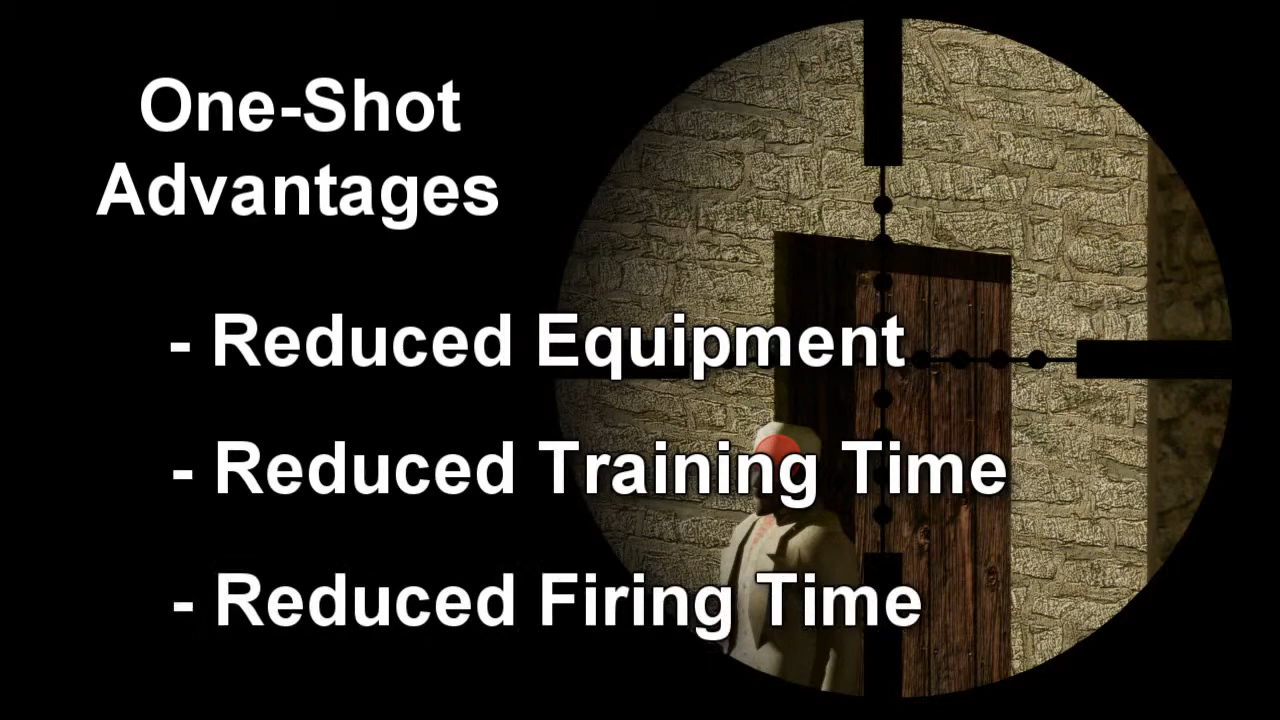 One-Shot
Advantages
- Reduced Equipment
- Reduced Training Time
- Reduced Firing Time